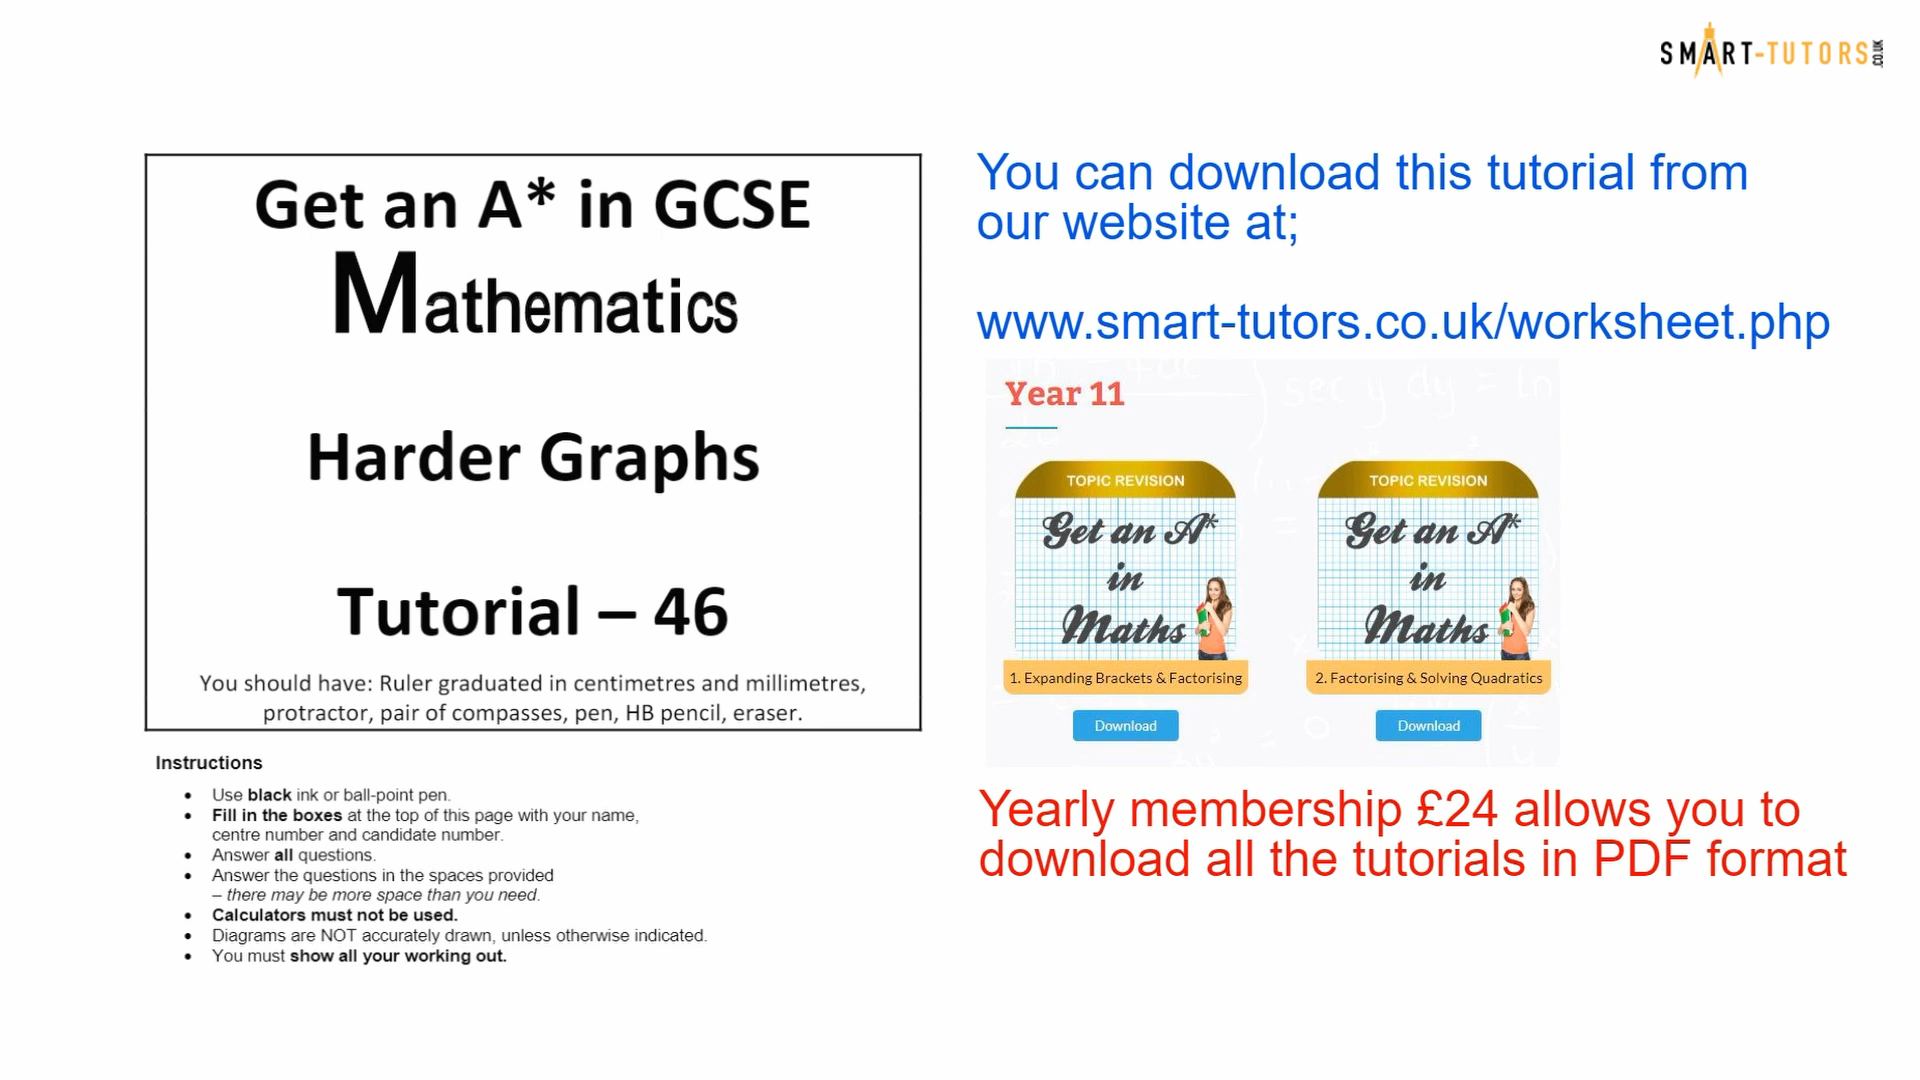 SMART-TUTORS.CO.UK
Get an A* in GCSE
Mathematics
Harder Graphs
Tutorial – 46
You should have: Ruler graduated in centimetres and millimetres,
protractor, pair of compasses, pen, HB pencil, eraser.
Instructions
• Use black ink or ball-point pen.
• Fill in the boxes at the top of this page with your name,
centre number and candidate number.
• Answer all questions.
• Answer the questions in the spaces provided
– there may be more space than you need.
• Calculators must not be used.
• Diagrams are NOT accurately drawn, unless otherwise indicated.
• You must show all your working out.
You can download this tutorial from
our website at;
www.smart-tutors.co.uk/worksheet.php
Year 11
TOPIC REVISION
Get an A*
in
Maths
1. Expanding Brackets & Factorising
Download
TOPIC REVISION
Get an A*
in
Maths
2. Factorising & Solving Quadratics
Download
Yearly membership £24 allows you to
download all the tutorials in PDF format